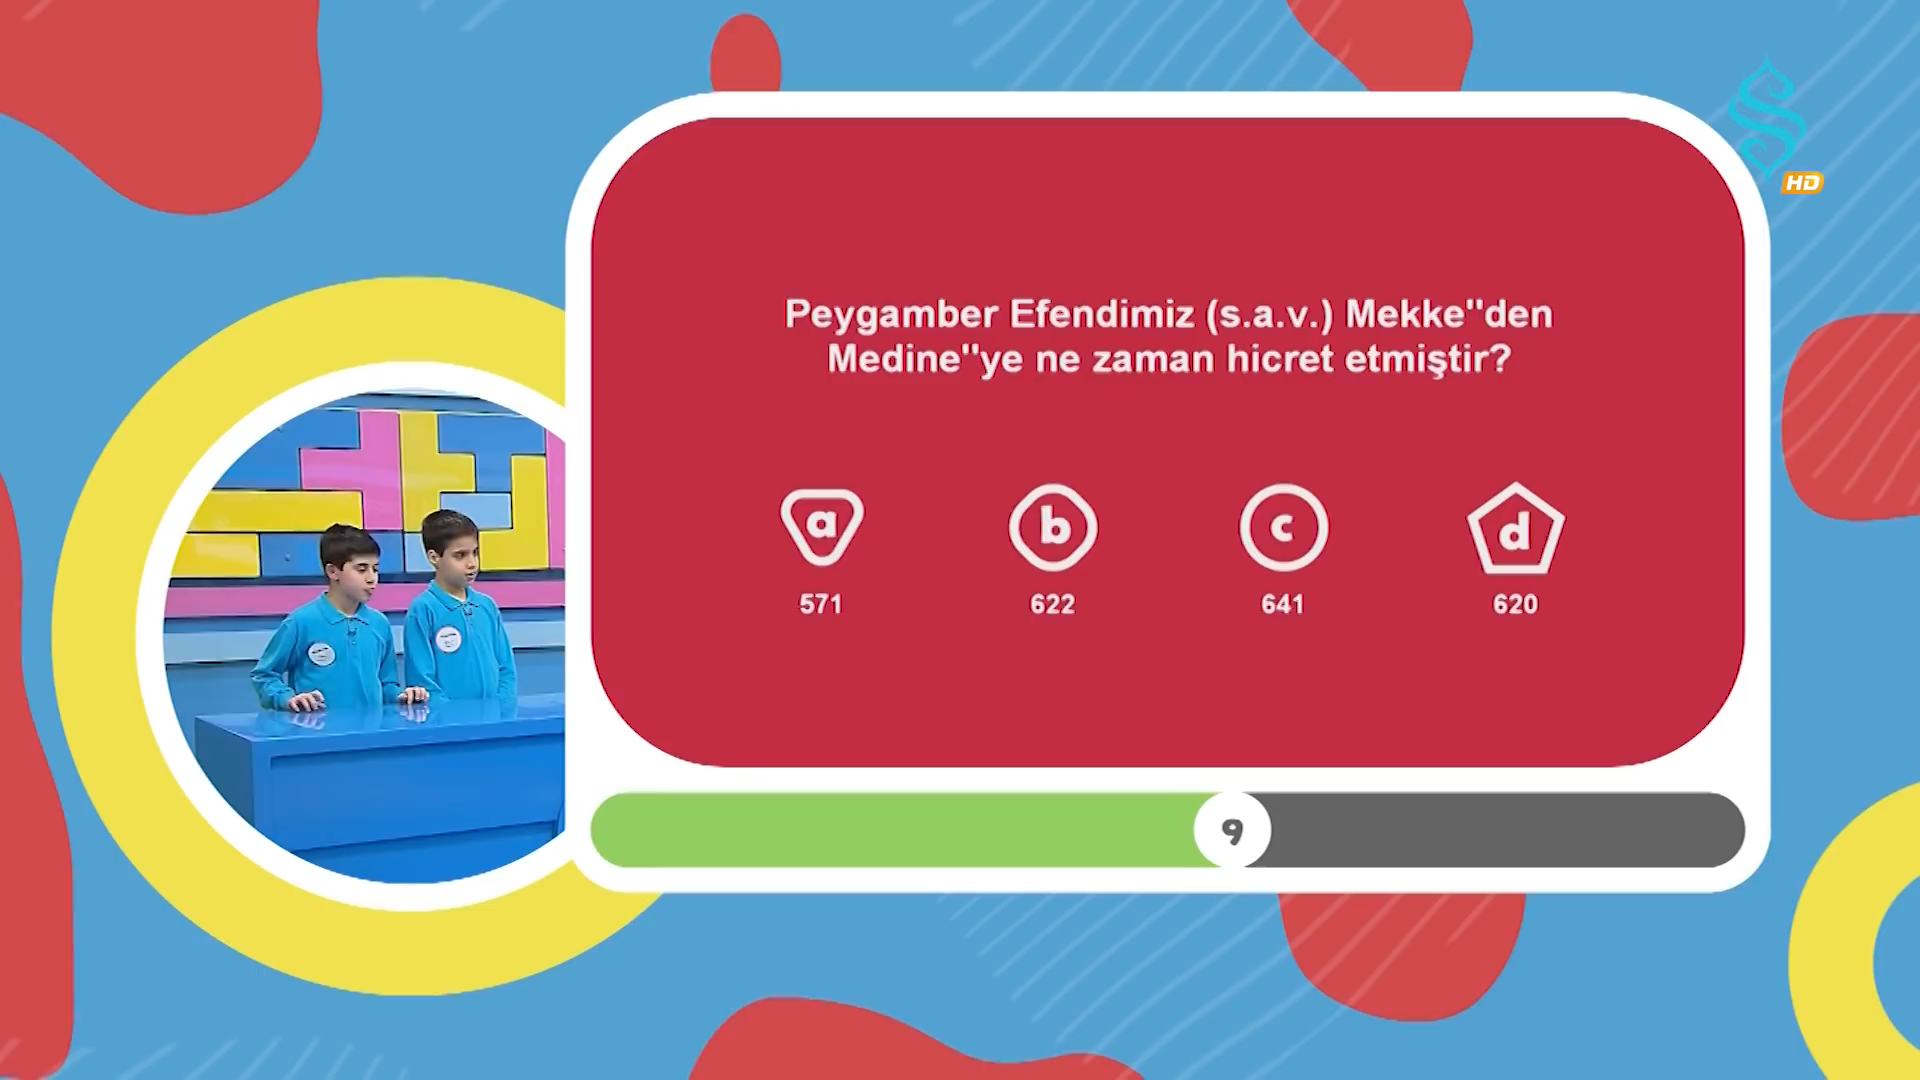 HD
Peygamber Efendimiz (s.a.v.) Mekke"den
Medine"ye ne zaman hicret etmiştir?
a b c d
571 622 641 620
9